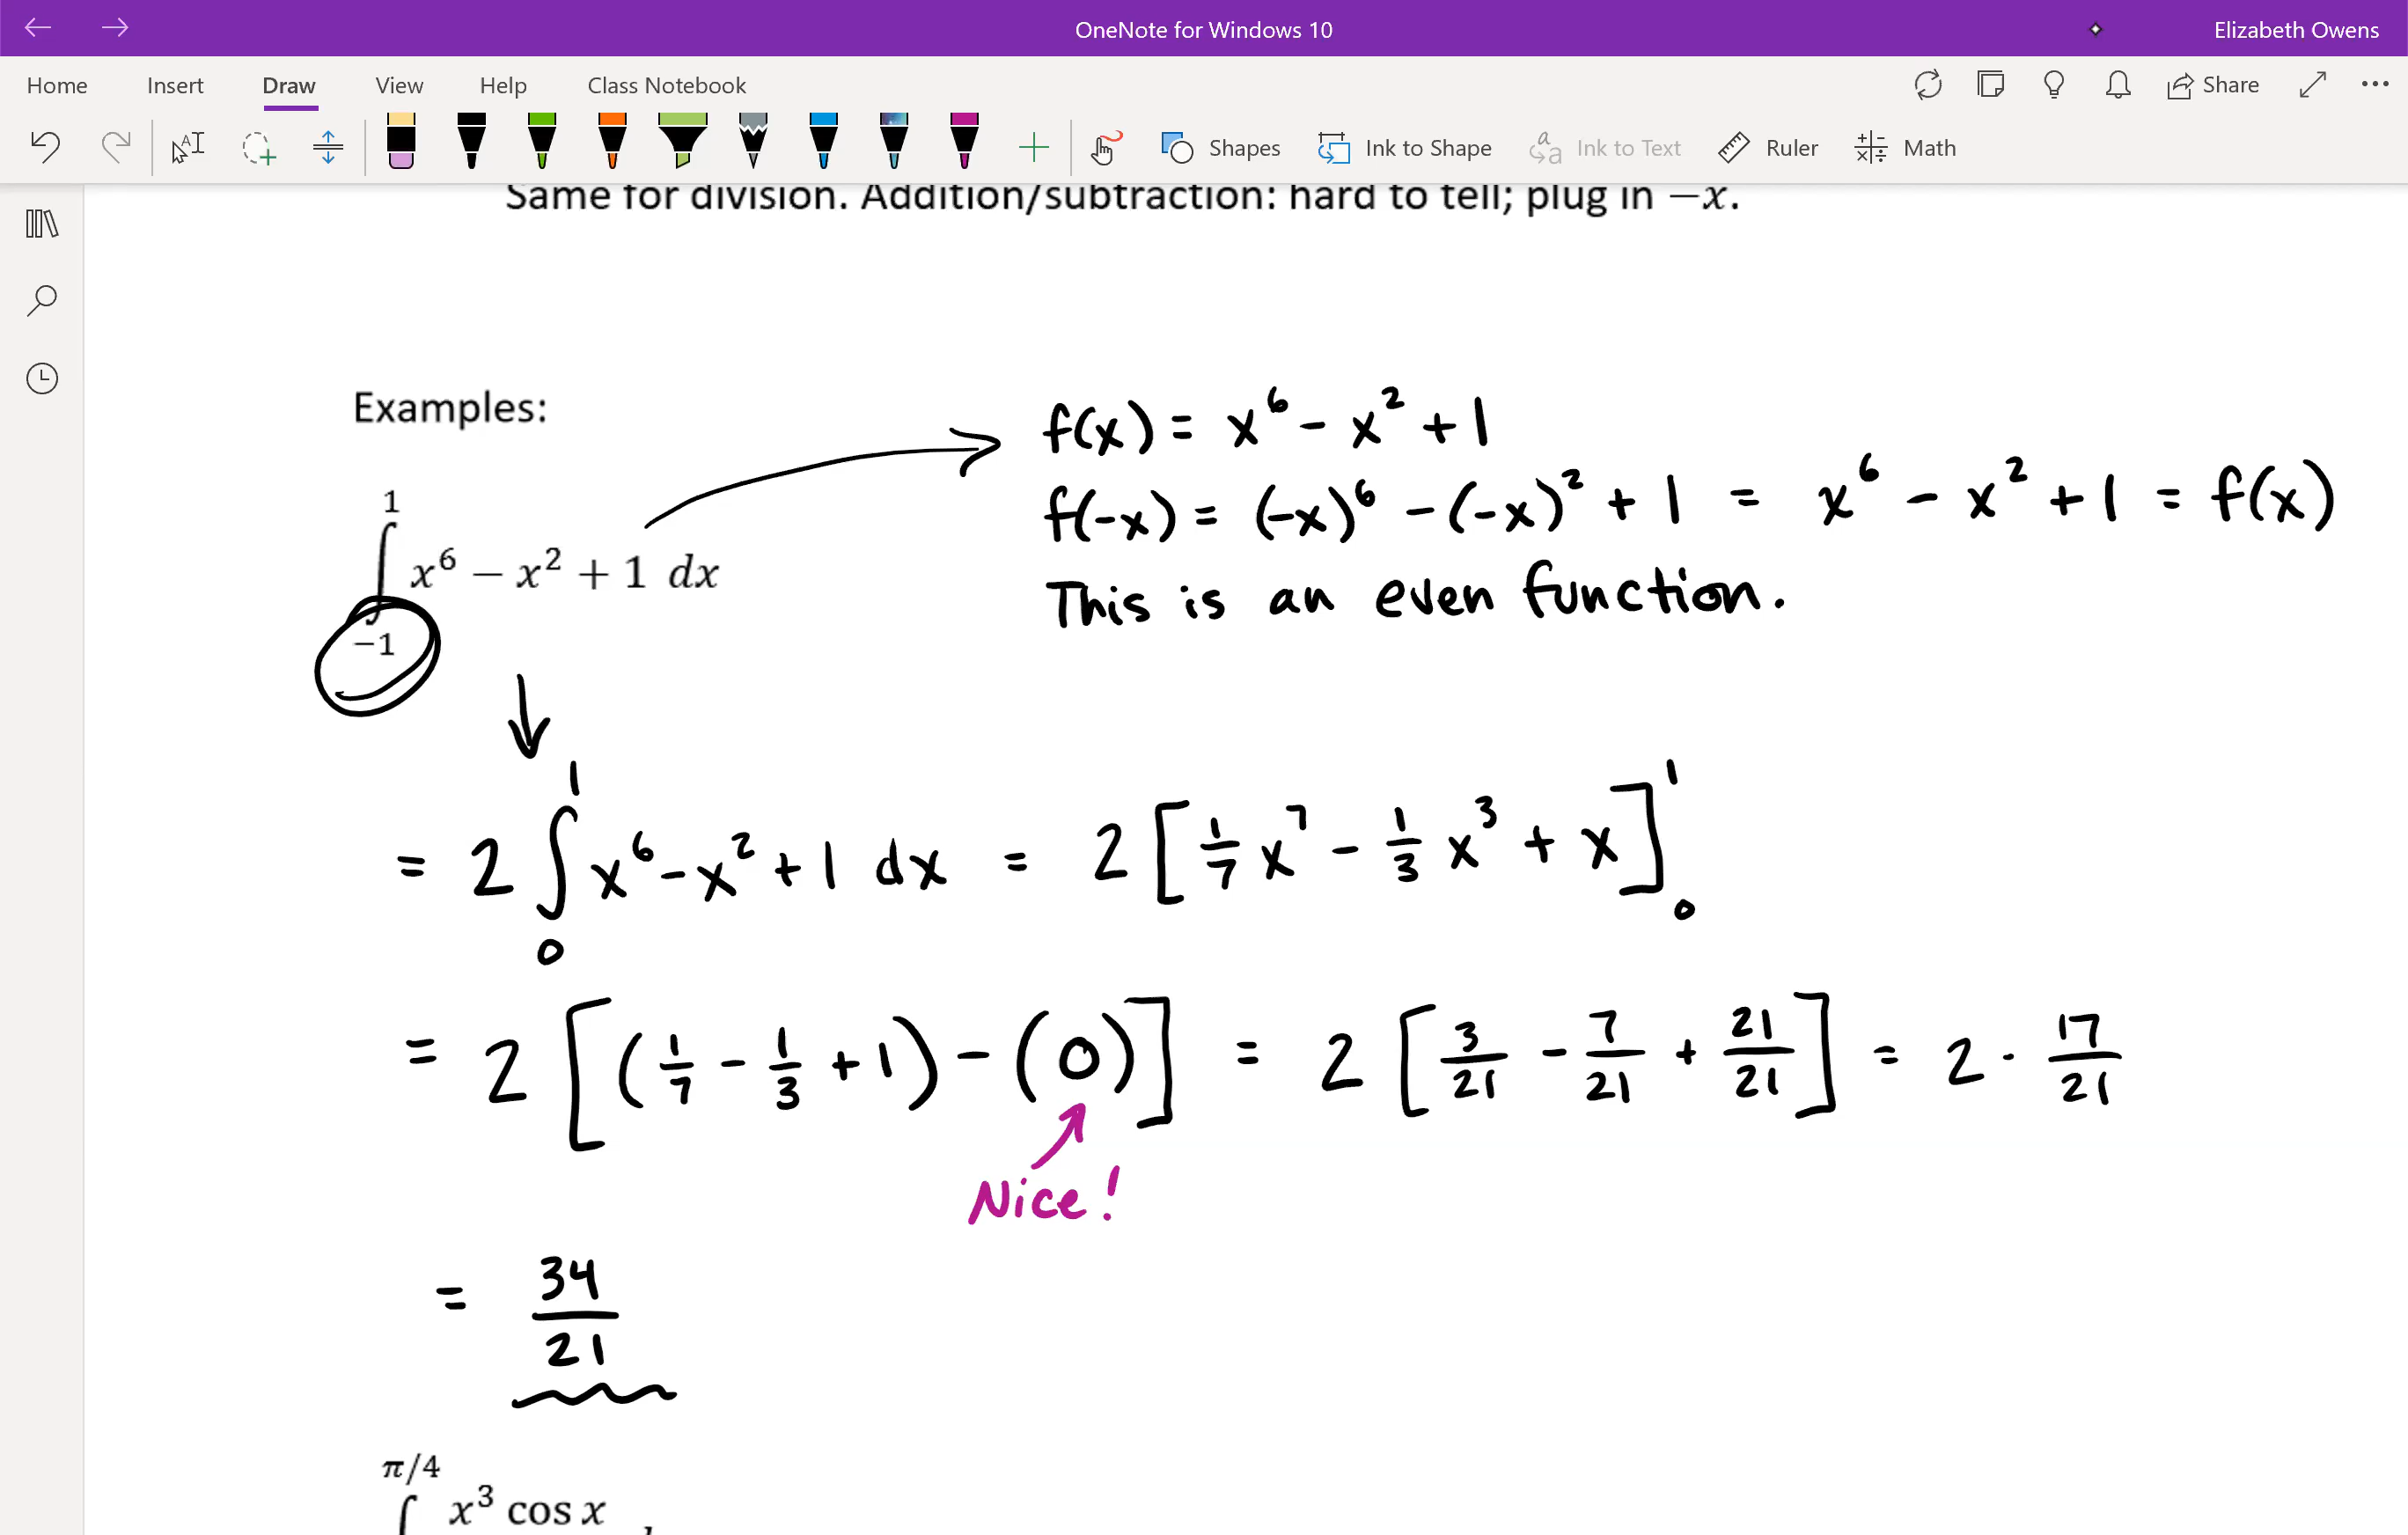 OneNote for Windows 10
Elizabeth Owens
Home Insert Draw View Help Class Notebook Share
Shapes Ink to Shape Ink to Text Ruler Math
Same for division. Addition/subtraction: hard to tell; plug in −x.
Examples:
f(x) = x⁶ - x² + 1
f(-x) = (-x)⁶ - (-x)² + 1 = x⁶ - x² + 1 = f(x)
This is an even function.
∫₋₁¹ x⁶ − x² + 1 dx
= 2 ∫₀¹ x⁶ - x² + 1 dx = 2 [1/7 x⁷ - 1/3 x³ + x]₀¹
= 2 [(1/7 - 1/3 + 1) - (0)] = 2 [3/21 - 7/21 + 21/21] = 2 · 17/21
Nice!
= 34/21
π/4
∫ x³ cos x